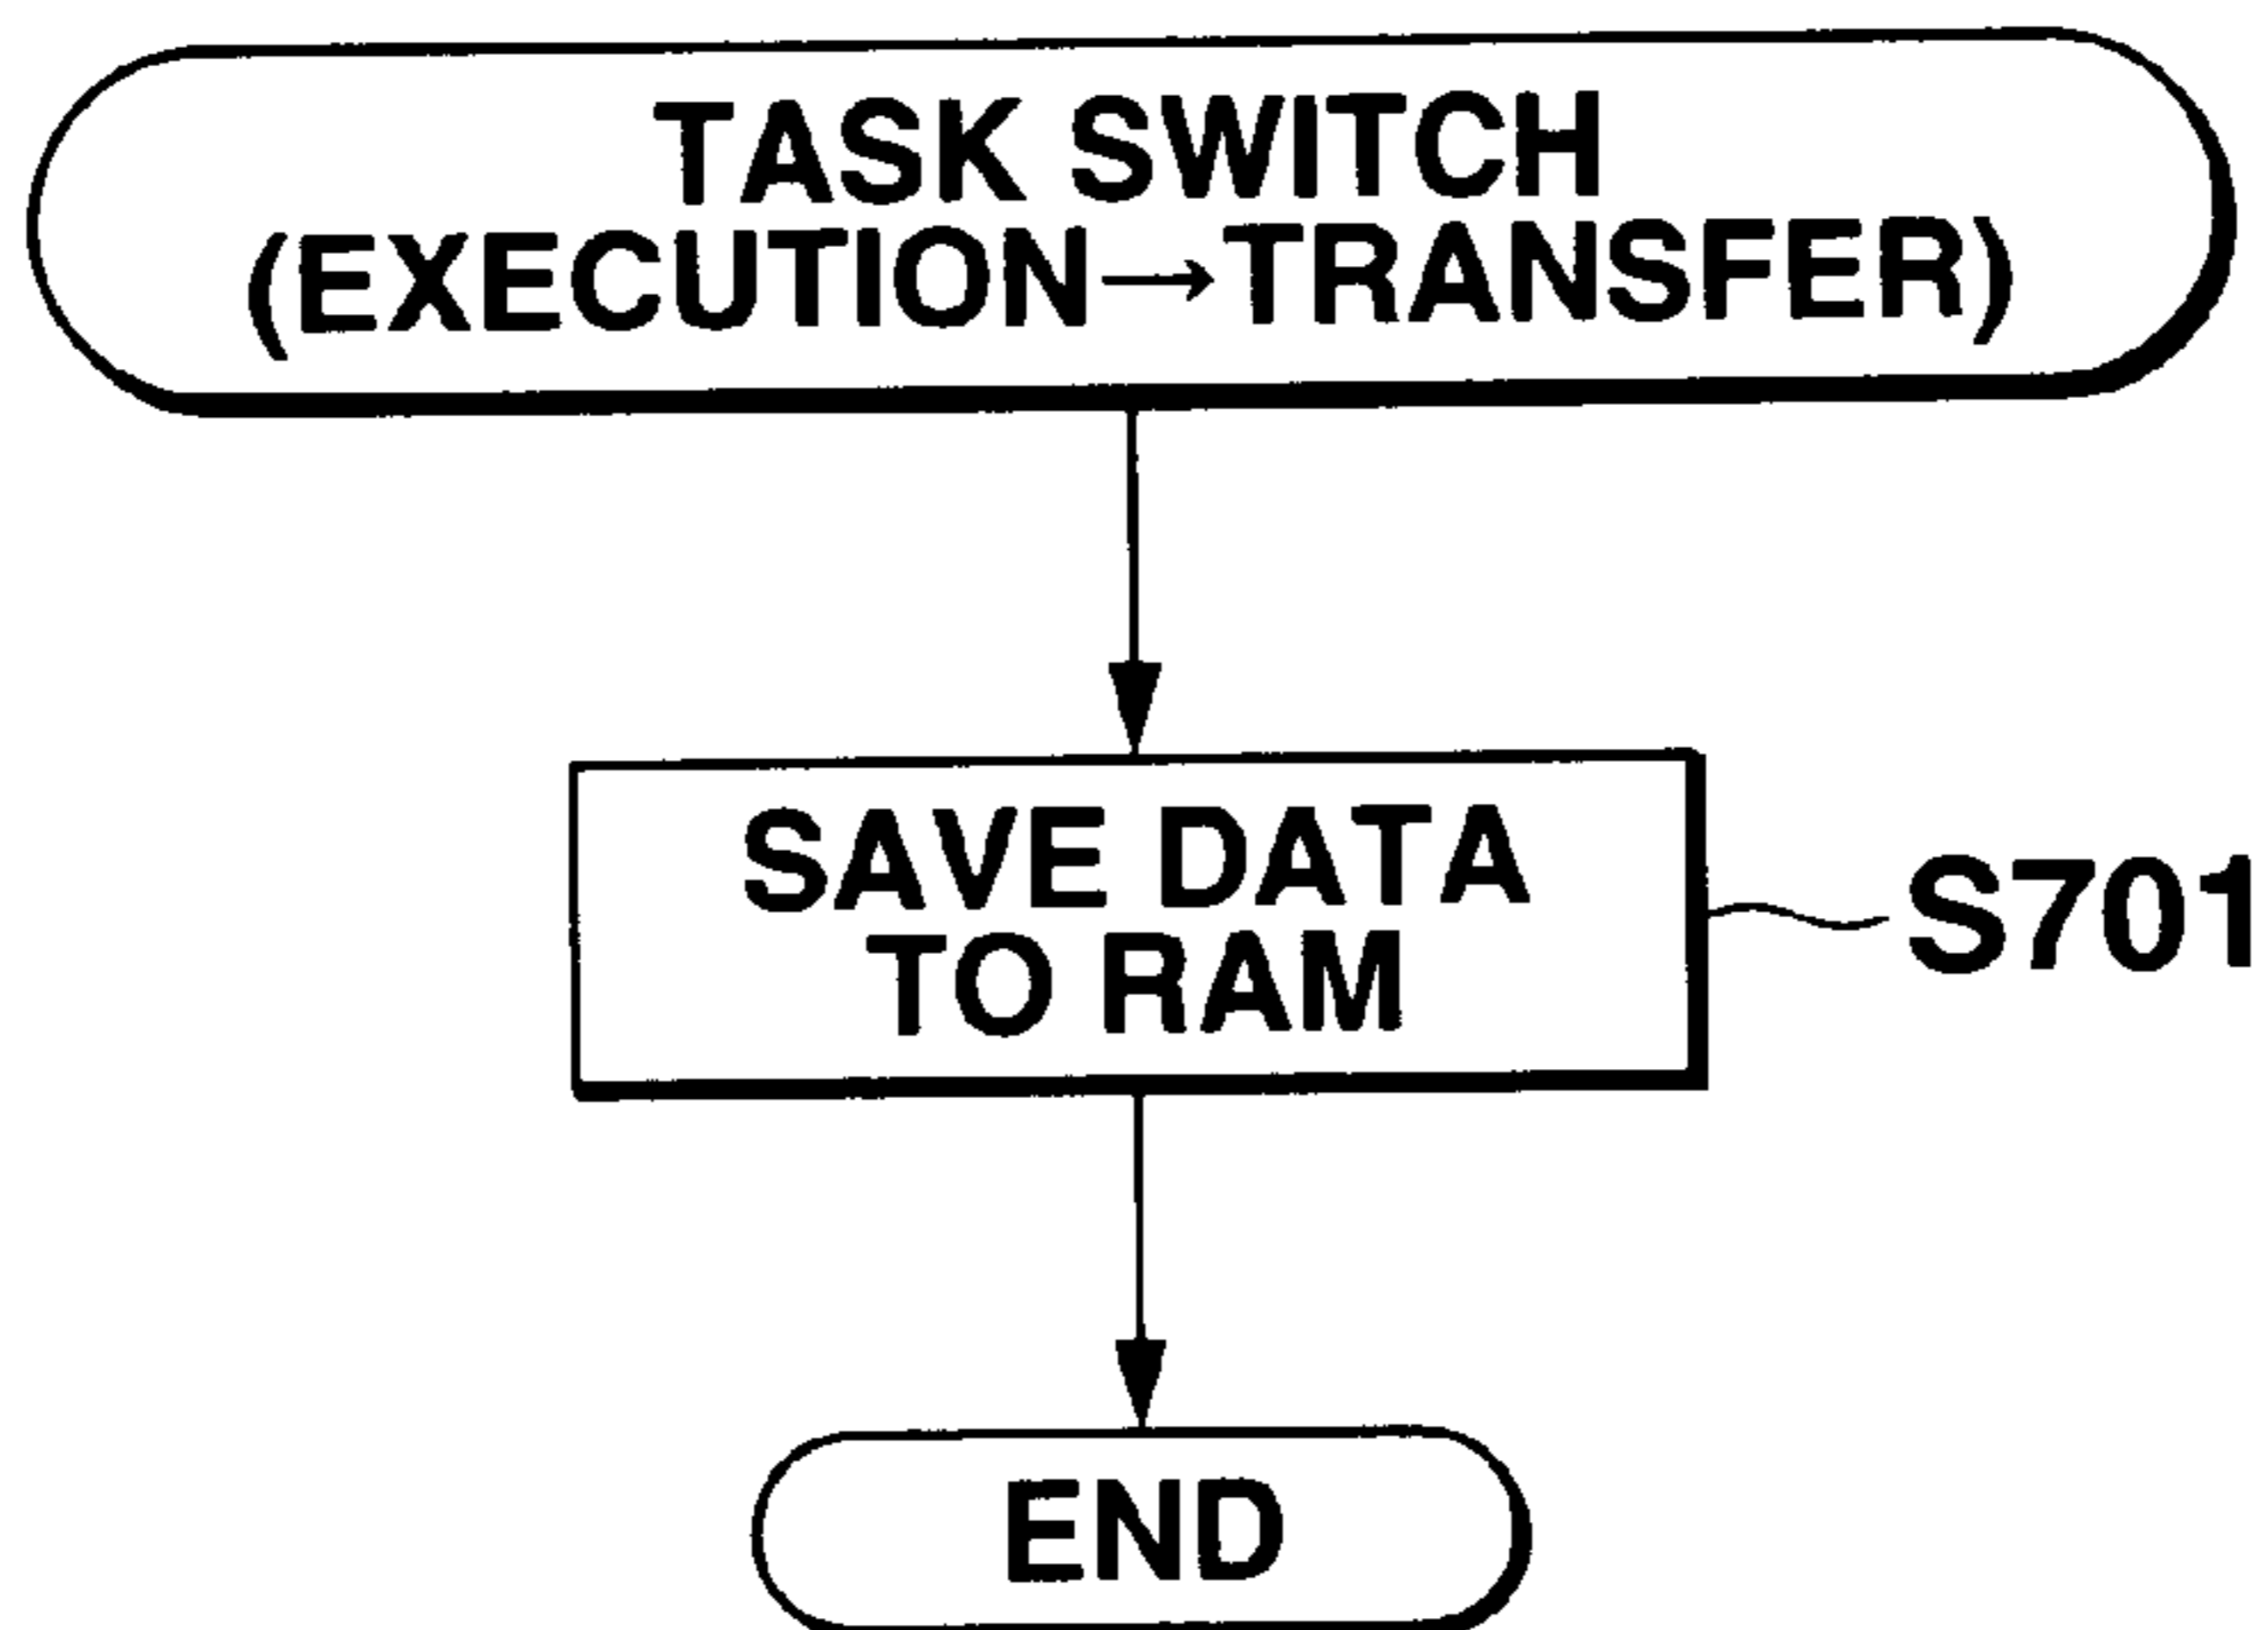 TASK SWITCH
(EXECUTION→TRANSFER)
SAVE DATA
TO RAM
S701
END